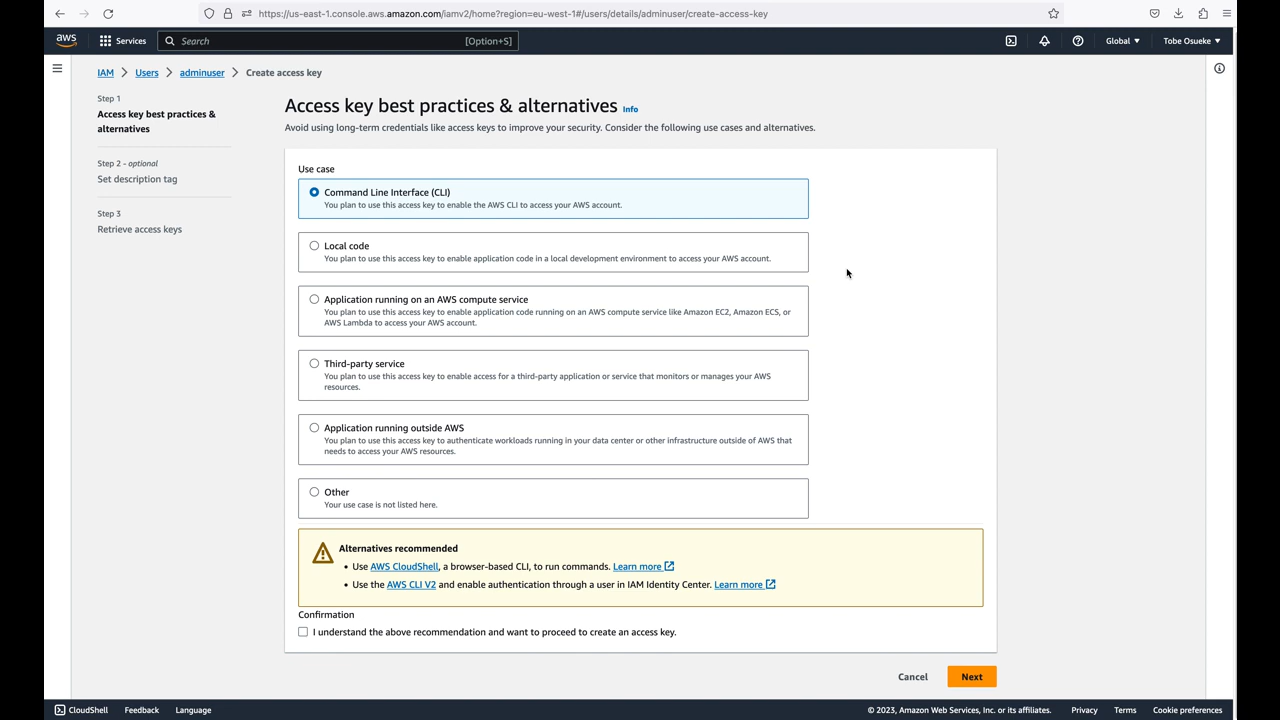 https://us-east-1.console.aws.amazon.com/iamv2/home?region=eu-west-1#/users/details/adminuser/create-access-key
aws
Services
Search
[Option+S]
Global
Tobe Osueke
IAM
Users
adminuser
Create access key
Step 1
Access key best practices &
alternatives
Step 2 - optional
Set description tag
Step 3
Retrieve access keys
Access key best practices & alternatives Info
Avoid using long-term credentials like access keys to improve your security. Consider the following use cases and alternatives.
Use case
Command Line Interface (CLI)
You plan to use this access key to enable the AWS CLI to access your AWS account.
Local code
You plan to use this access key to enable application code in a local development environment to access your AWS account.
Application running on an AWS compute service
You plan to use this access key to enable application code running on an AWS compute service like Amazon EC2, Amazon ECS, or
AWS Lambda to access your AWS account.
Third-party service
You plan to use this access key to enable access for a third-party application or service that monitors or manages your AWS
resources.
Application running outside AWS
You plan to use this access key to authenticate workloads running in your data center or other infrastructure outside of AWS that
needs to access your AWS resources.
Other
Your use case is not listed here.
Alternatives recommended
• Use AWS CloudShell, a browser-based CLI, to run commands. Learn more
• Use the AWS CLI V2 and enable authentication through a user in IAM Identity Center. Learn more
Confirmation
I understand the above recommendation and want to proceed to create an access key.
Cancel
Next
CloudShell
Feedback
Language
© 2023, Amazon Web Services, Inc. or its affiliates.
Privacy
Terms
Cookie preferences